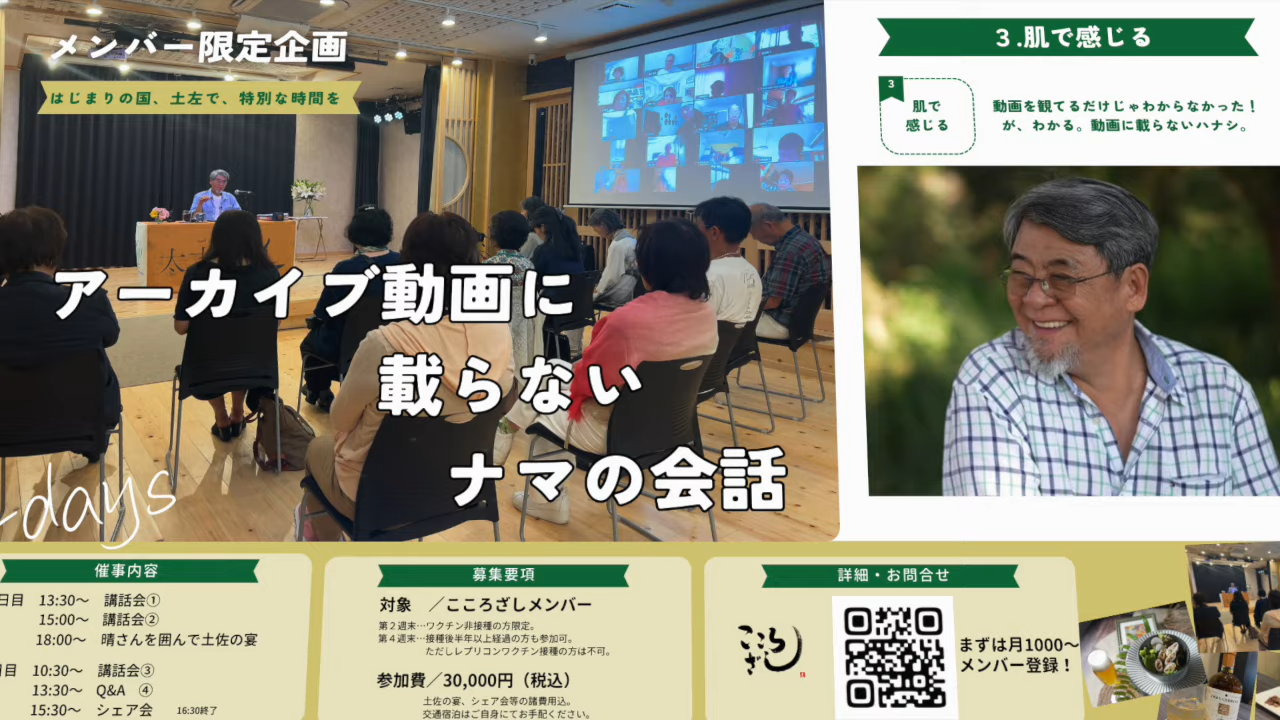 メンバー限定企画
はじまりの国、土左で、特別な時間を
アーカイブ動画に
載らない
ナマの会話
days
3.肌で感じる
3
肌で
感じる
動画を観てるだけじゃわからなかった！
が、わかる。動画に載らないハナシ。
催事内容
日目 13:30～ 講話会①
15:00～ 講話会②
18:00～ 晴さんを囲んで土佐の宴
日目 10:30～ 講話会③
13:30～ Q&A ④
15:30～ シェア会 16:30終了
募集要項
対象 ／こころざしメンバー
第２週末…ワクチン非接種の方限定。
第４週末…接種後半年以上経過の方も参加可。
ただしレプリコンワクチン接種の方は不可。
参加費／30,000円（税込）
土佐の宴、シェア会等の諸費用込。
交通宿泊はご自身にてお手配ください。
詳細・お問合せ
こころざし
まずは月1000～
メンバー登録！